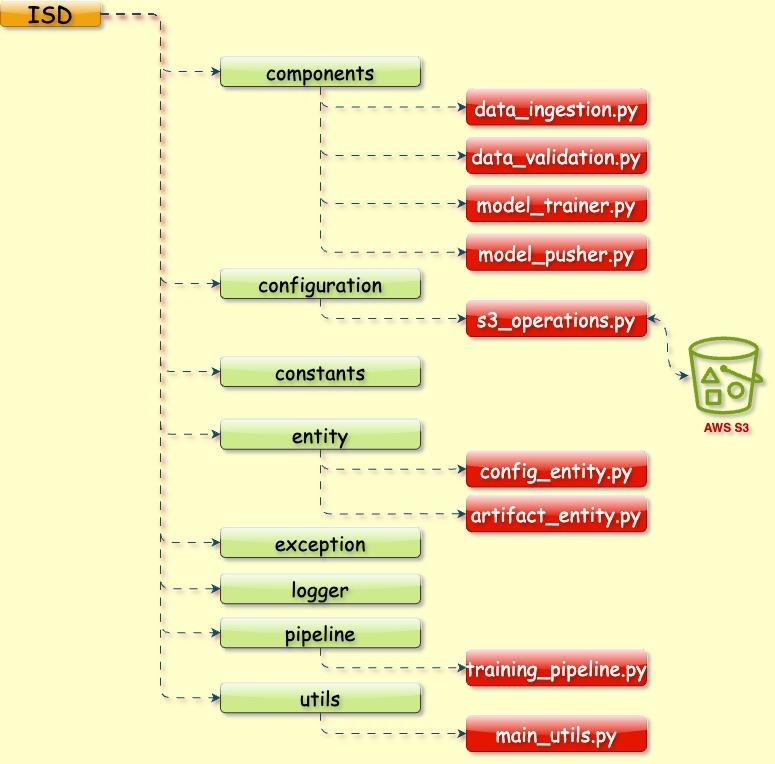 ISD
components
data_ingestion.py
data_validation.py
model_trainer.py
model_pusher.py
configuration
s3_operations.py
AWS S3
constants
entity
config_entity.py
artifact_entity.py
exception
logger
pipeline
training_pipeline.py
utils
main_utils.py